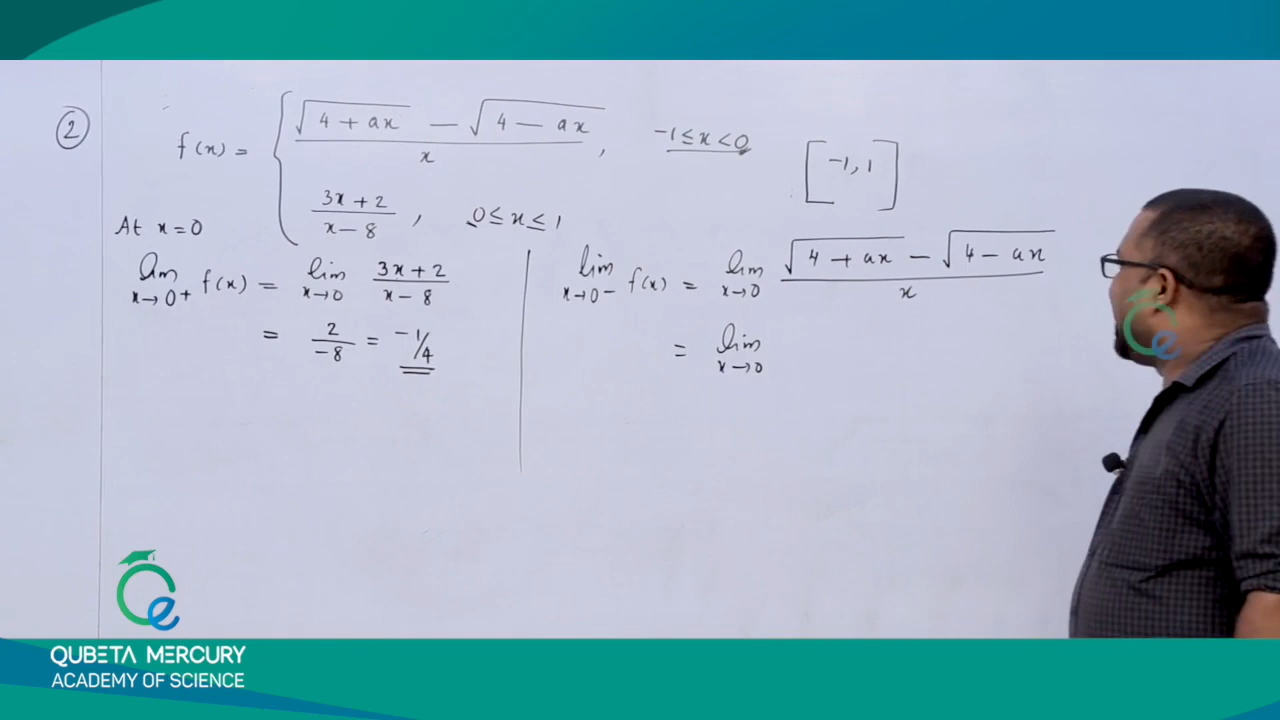 ② f(x) = { (√(4 + ax) − √(4 − ax)) / x , −1 ≤ x < 0
[−1, 1]
(3x + 2) / (x − 8) , 0 ≤ x ≤ 1
At x = 0
lim x→0+ f(x) = lim x→0 (3x + 2) / (x − 8)
= 2 / −8 = −1/4
lim x→0− f(x) = lim x→0 (√(4 + ax) − √(4 − ax)) / x
= lim x→0
QUBETA MERCURY
ACADEMY OF SCIENCE